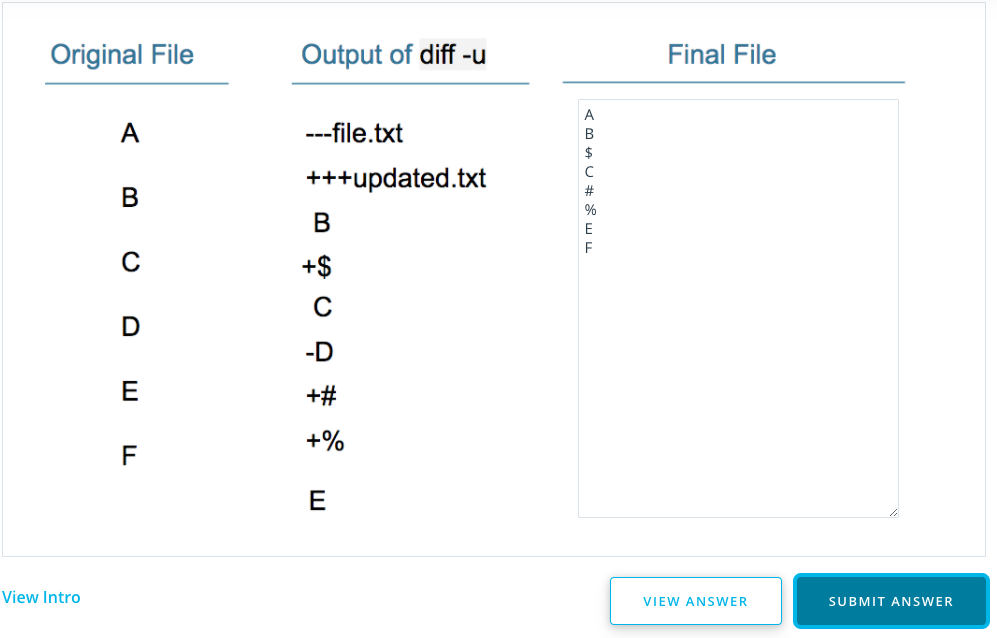 Original File
A
B
C
D
E
F
Output of diff -u
---file.txt
+++updated.txt
B
+$
C
-D
+#
+%
E
Final File
A
B
$
C
#
%
E
F
View Intro
VIEW ANSWER
SUBMIT ANSWER